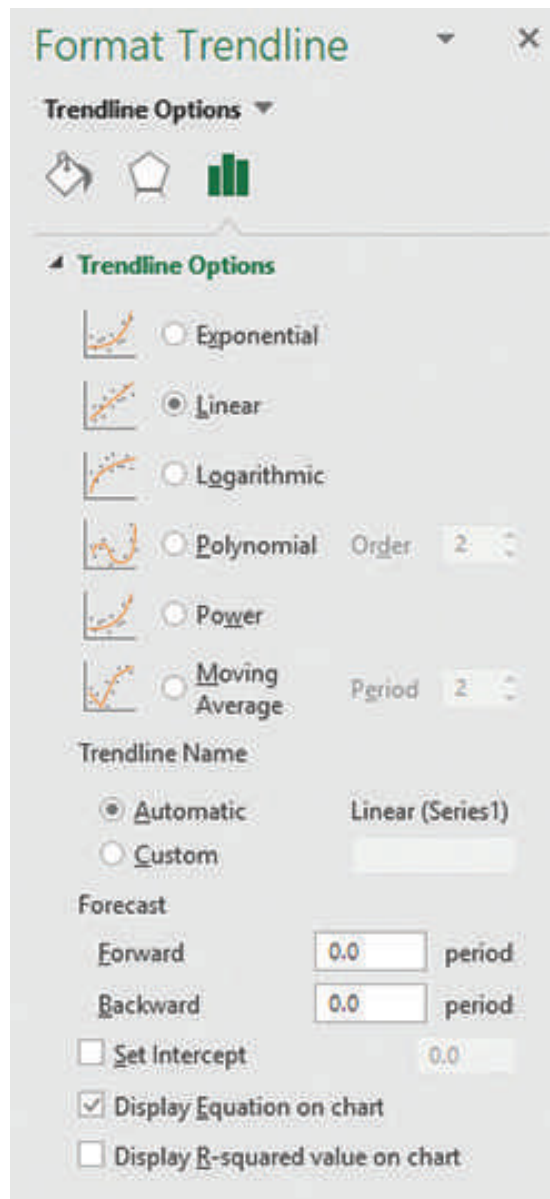 Format Trendline
Trendline Options
Trendline Options
Exponential
Linear
Logarithmic
Polynomial Order 2
Power
Moving
Average Period 2
Trendline Name
Automatic Linear (Series1)
Custom
Forecast
Forward 0.0 period
Backward 0.0 period
Set Intercept 0.0
Display Equation on chart
Display R-squared value on chart